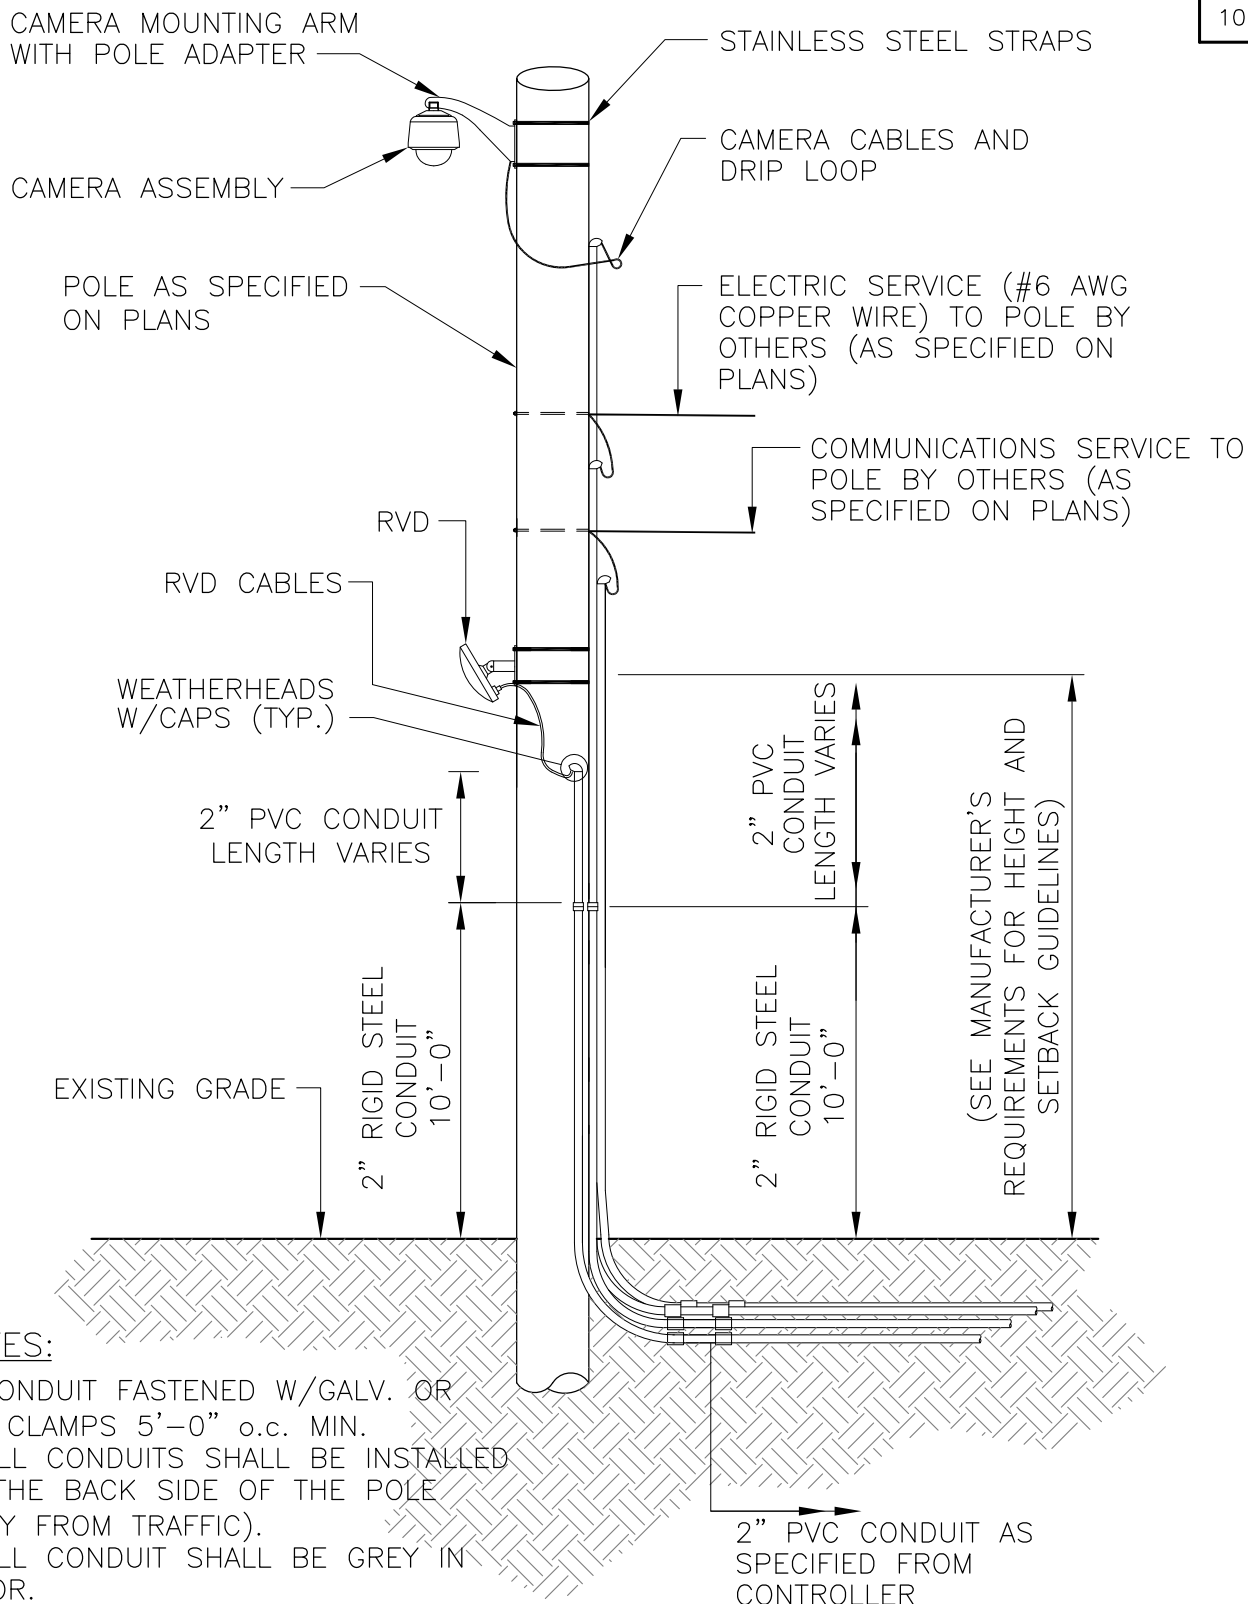 10
CAMERA MOUNTING ARM
WITH POLE ADAPTER
STAINLESS STEEL STRAPS
CAMERA CABLES AND
DRIP LOOP
CAMERA ASSEMBLY
POLE AS SPECIFIED
ON PLANS
ELECTRIC SERVICE (#6 AWG
COPPER WIRE) TO POLE BY
OTHERS (AS SPECIFIED ON
PLANS)
COMMUNICATIONS SERVICE TO
POLE BY OTHERS (AS
SPECIFIED ON PLANS)
RVD
RVD CABLES
WEATHERHEADS
W/CAPS (TYP.)
2" PVC CONDUIT
LENGTH VARIES
2" PVC
CONDUIT
LENGTH VARIES
(SEE MANUFACTURER'S
REQUIREMENTS FOR HEIGHT AND
SETBACK GUIDELINES)
2" RIGID STEEL
CONDUIT
10'-0"
2" RIGID STEEL
CONDUIT
10'-0"
EXISTING GRADE
ES:
ONDUIT FASTENED W/GALV. OR
CLAMPS 5'-0" o.c. MIN.
LL CONDUITS SHALL BE INSTALLED
THE BACK SIDE OF THE POLE
Y FROM TRAFFIC).
LL CONDUIT SHALL BE GREY IN
OR.
2" PVC CONDUIT AS
SPECIFIED FROM
CONTROLLER